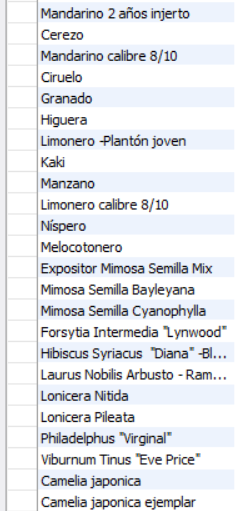 Mandarino 2 años injerto
Cerezo
Mandarino calibre 8/10
Ciruelo
Granado
Higuera
Limonero -Plantón joven
Kaki
Manzano
Limonero calibre 8/10
Níspero
Melocotonero
Expositor Mimosa Semilla Mix
Mimosa Semilla Bayleyana
Mimosa Semilla Cyanophylla
Forsytia Intermedia "Lynwood"
Hibiscus Syriacus  "Diana" -Bl...
Laurus Nobilis Arbusto - Ram...
Lonicera Nitida
Lonicera Pileata
Philadelphus "Virginal"
Viburnum Tinus "Eve Price"
Camelia japonica
Camelia japonica ejemplar